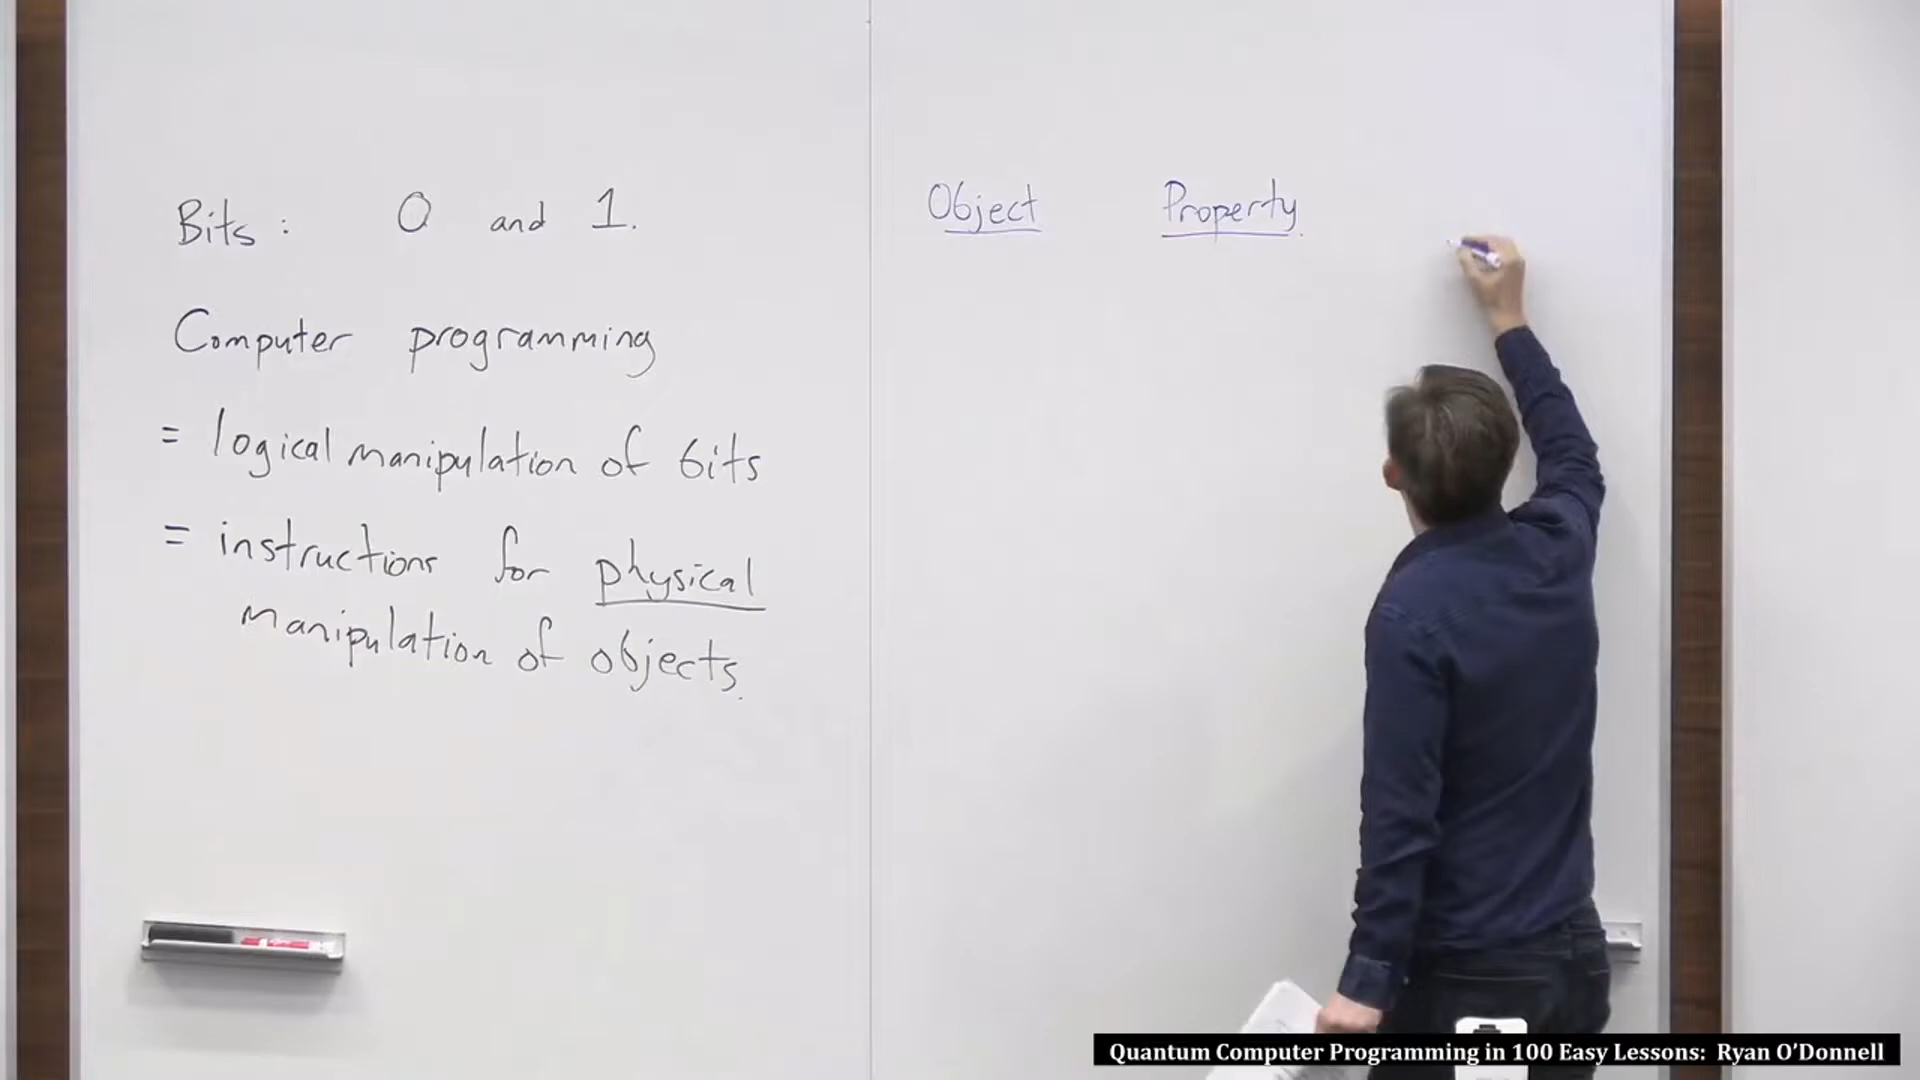 Bits: 0 and 1.
Computer programming
= logical manipulation of bits
= instructions for physical
manipulation of objects.
Object Property
Quantum Computer Programming in 100 Easy Lessons: Ryan O'Donnell